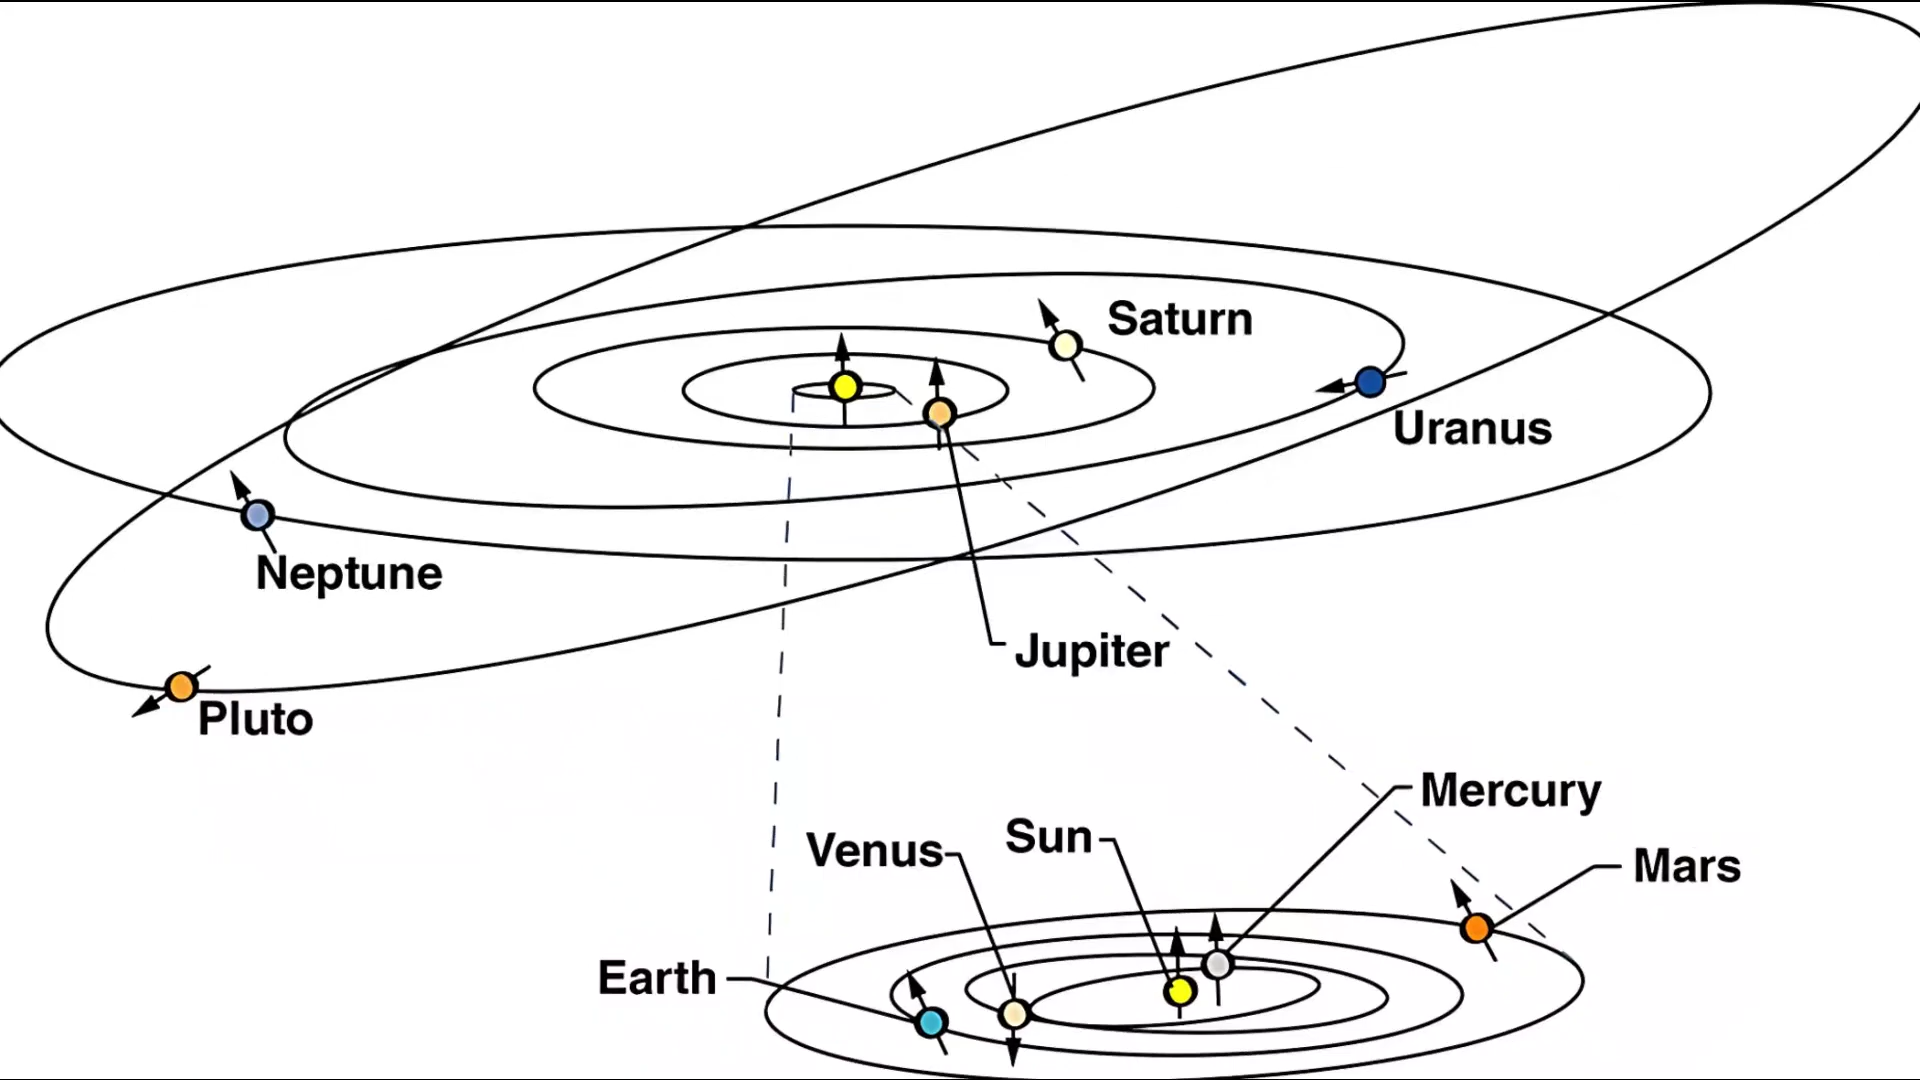 Saturn
Uranus
Neptune
Jupiter
Pluto
Mercury
Sun
Venus
Mars
Earth